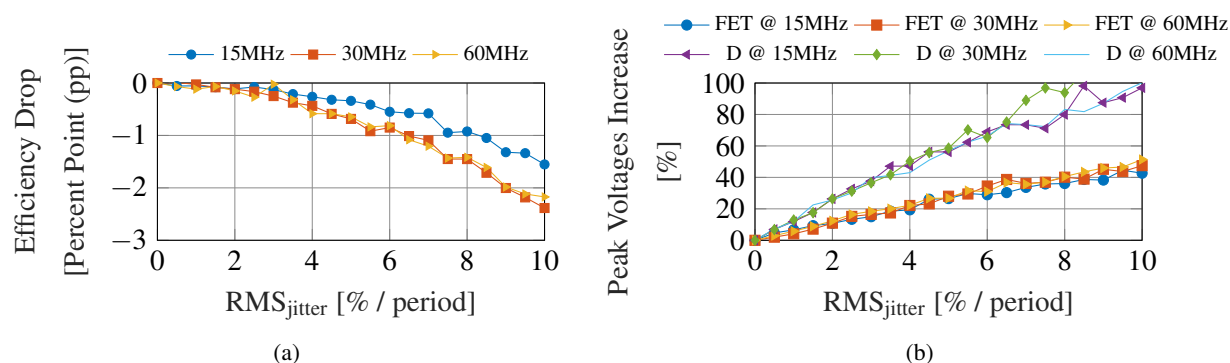 15MHz 30MHz 60MHz
Efficiency Drop
[Percent Point (pp)]
0
−1
−2
−3
0 2 4 6 8 10
RMS_jitter [% / period]
(a)
FET @ 15MHz FET @ 30MHz FET @ 60MHz
D @ 15MHz D @ 30MHz D @ 60MHz
Peak Voltages Increase
[%]
100
80
60
40
20
0
0 2 4 6 8 10
RMS_jitter [% / period]
(b)